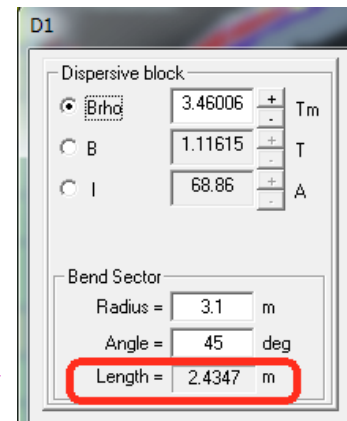 D1
Dispersive block
Brho 3.46006 + - Tm
B 1.11615 + - T
I 68.86 + - A
Bend Sector
Radius = 3.1 m
Angle = 45 deg
Length = 2.4347 m